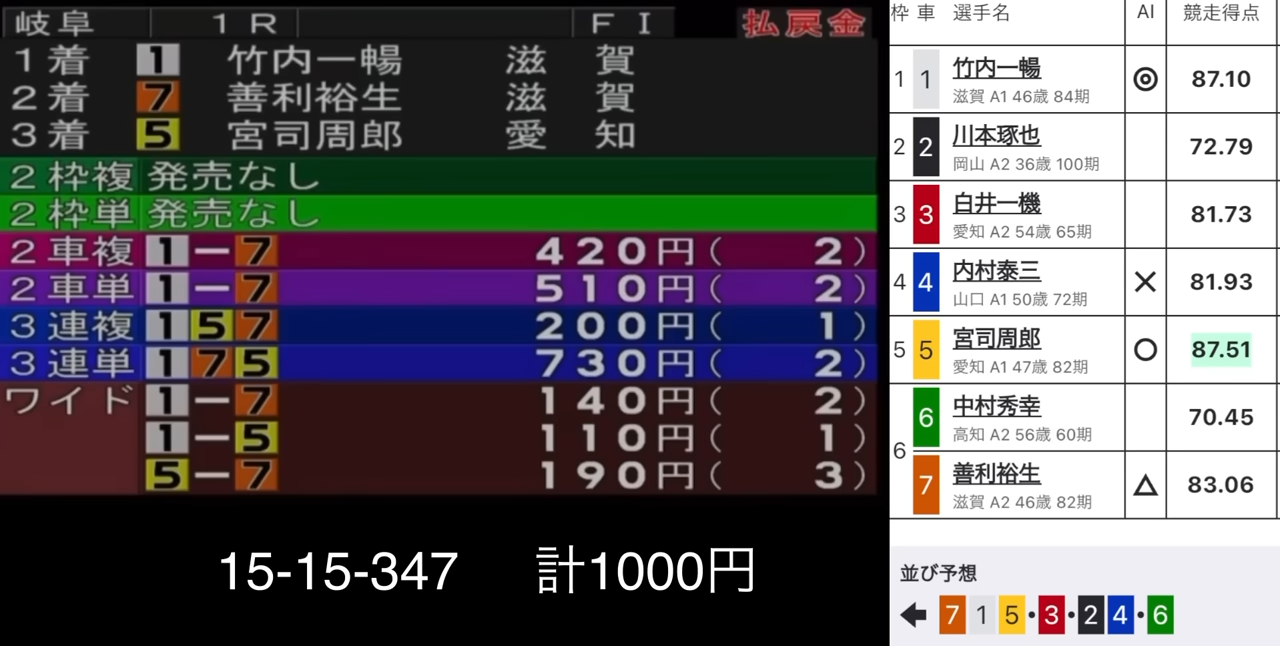 岐阜 1R FⅠ 払戻金
1着 1 竹内一暢 滋賀
2着 7 善利裕生 滋賀
3着 5 宮司周郎 愛知
2枠複 発売なし
2枠単 発売なし
2車複 1-7 420円(2)
2車単 1-7 510円(2)
3連複 157 200円(1)
3連単 175 730円(2)
ワイド 1-7 140円(2)
1-5 110円(1)
5-7 190円(3)
15-15-347 計1000円
枠 車 選手名 AI 競走得点
1 1 竹内一暢 ◎ 87.10
滋賀 A1 46歳 84期
2 2 川本琢也 72.79
岡山 A2 36歳 100期
3 3 白井一機 81.73
愛知 A2 54歳 65期
4 4 内村泰三 × 81.93
山口 A1 50歳 72期
5 5 宮司周郎 ○ 87.51
愛知 A1 47歳 82期
6 6 中村秀幸 70.45
高知 A2 56歳 60期
7 善利裕生 △ 83.06
滋賀 A2 46歳 82期
並び予想
← 7 1 5・3・2 4・6